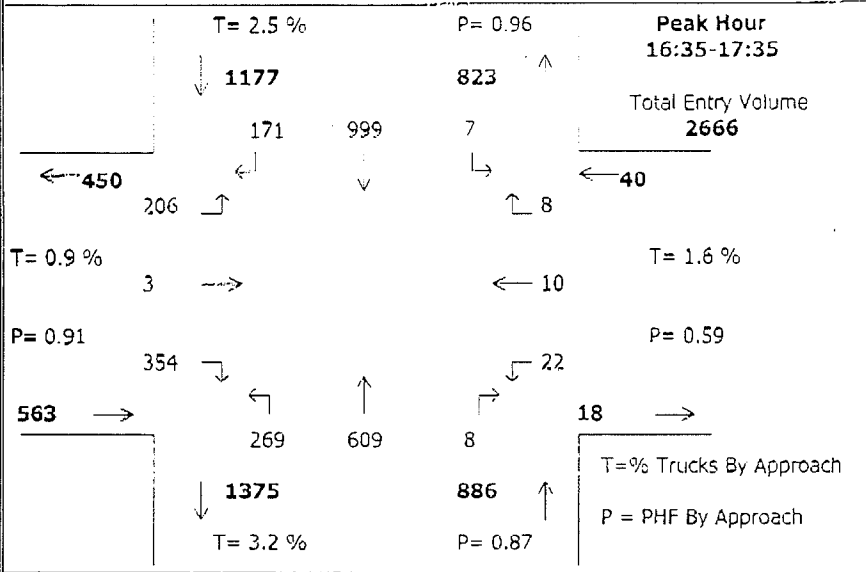 T= 2.5 % P= 0.96 Peak Hour
16:35-17:35
1177 823
Total Entry Volume
171 999 7 2666
450 40
206 8
T= 0.9 % T= 1.6 %
3 10
P= 0.91 P= 0.59
354 22
563 18
269 609 8
T=% Trucks By Approach
1375 886
P = PHF By Approach
T= 3.2 % P= 0.87